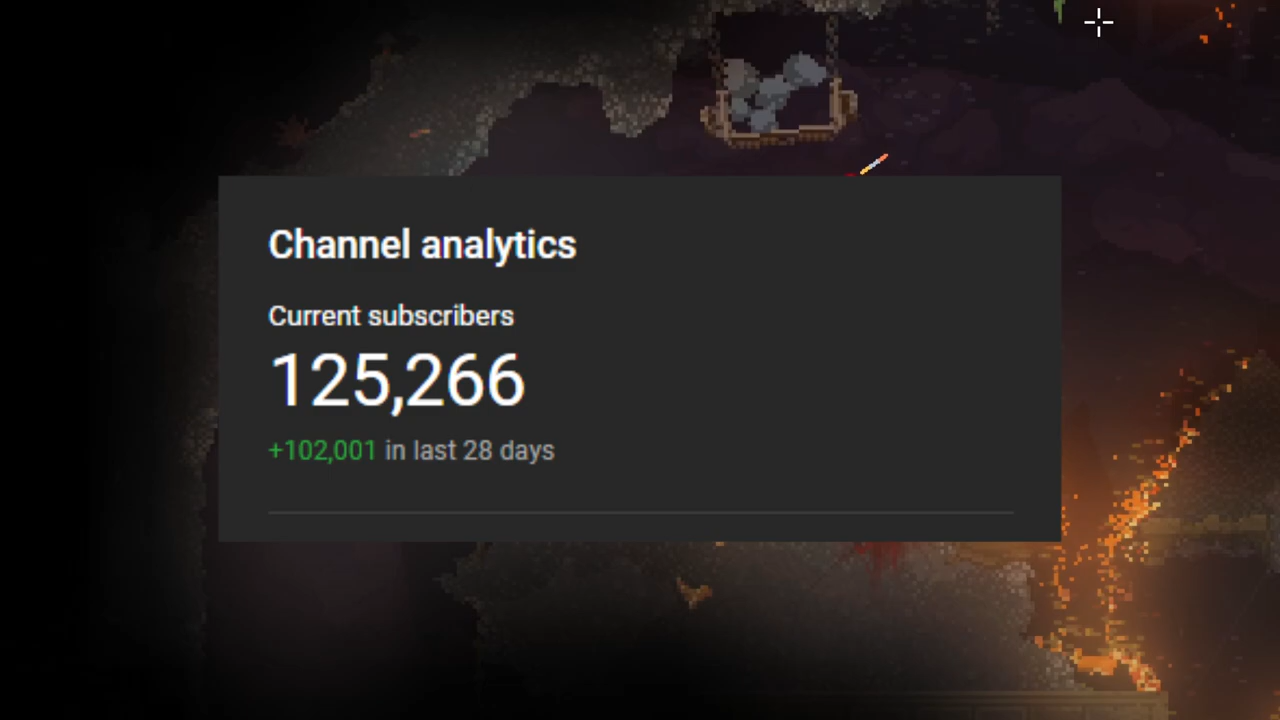 Channel analytics
Current subscribers
125,266
+102,001 in last 28 days